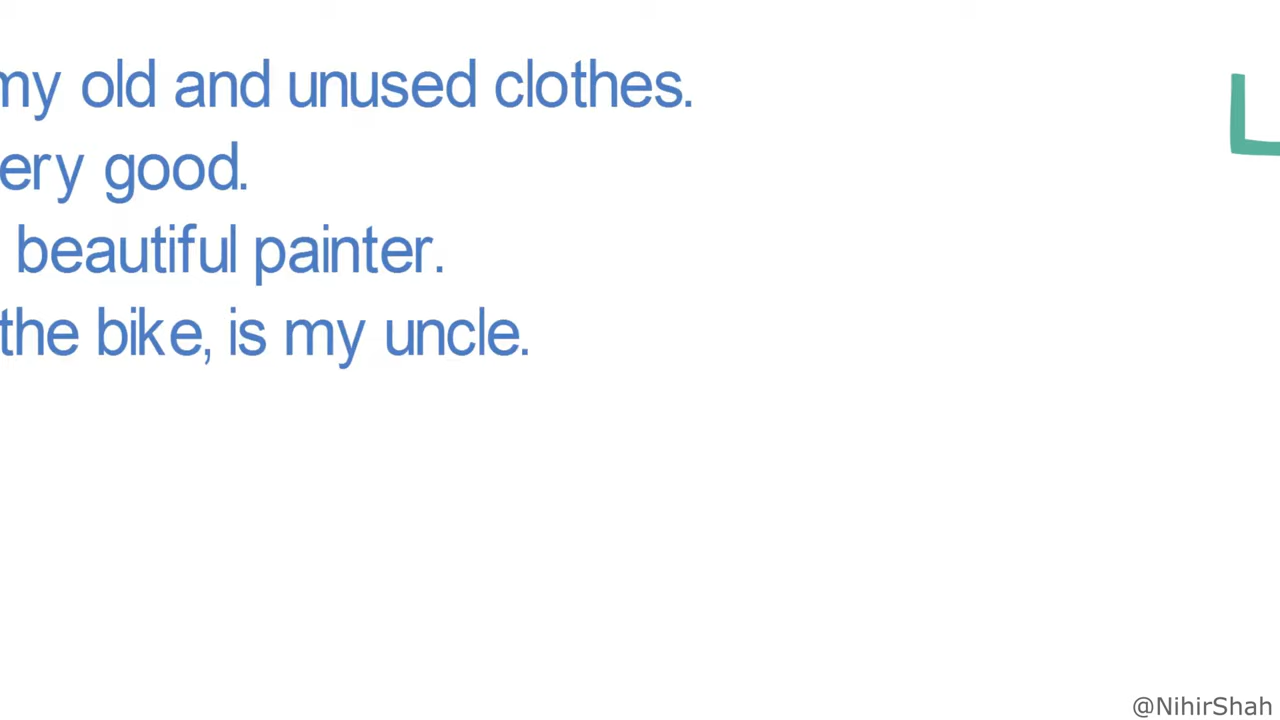 my old and unused clothes.
ery good.
beautiful painter.
the bike, is my uncle.
@NihirShah